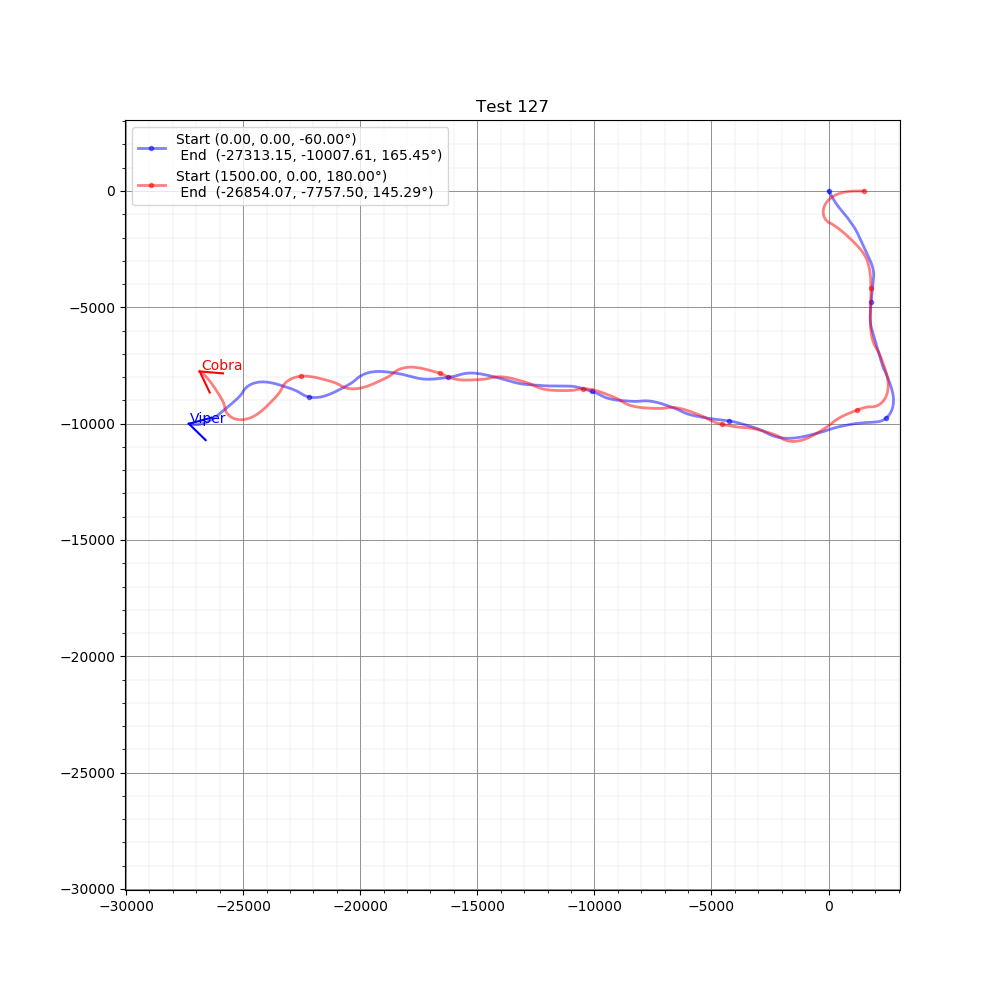 Test 127
Start (0.00, 0.00, -60.00°)
End  (-27313.15, -10007.61, 165.45°)
Start (1500.00, 0.00, 180.00°)
End  (-26854.07, -7757.50, 145.29°)
0
−5000
Cobra
Viper
−10000
−15000
−20000
−25000
−30000
−30000 −25000 −20000 −15000 −10000 −5000 0